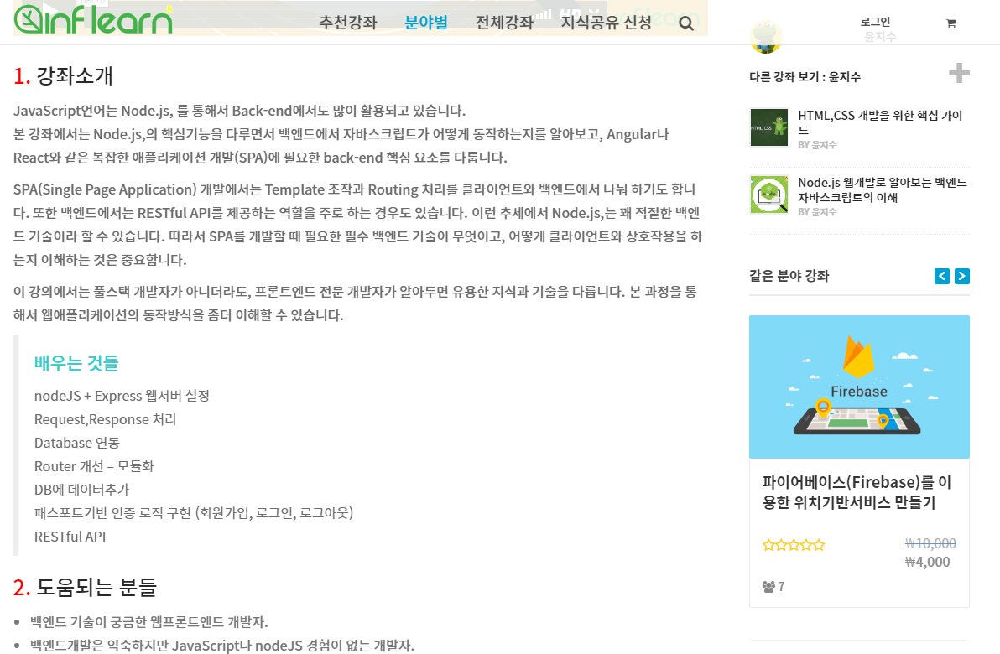 inflearn
추천강좌 분야별 전체강좌 지식공유 신청
로그인
윤지수
1. 강좌소개
JavaScript언어는 Node.js, 를 통해서 Back-end에서도 많이 활용되고 있습니다.
본 강좌에서는 Node.js,의 핵심기능을 다루면서 백엔드에서 자바스크립트가 어떻게 동작하는지를 알아보고, Angular나
React와 같은 복잡한 애플리케이션 개발(SPA)에 필요한 back-end 핵심 요소를 다룹니다.
SPA(Single Page Application) 개발에서는 Template 조작과 Routing 처리를 클라이언트와 백엔드에서 나눠 하기도 합니
다. 또한 백엔드에서는 RESTful API를 제공하는 역할을 주로 하는 경우도 있습니다. 이런 추세에서 Node.js,는 꽤 적절한 백엔
드 기술이라 할 수 있습니다. 따라서 SPA를 개발할 때 필요한 필수 백엔드 기술이 무엇이고, 어떻게 클라이언트와 상호작용을 하
는지 이해하는 것은 중요합니다.
이 강의에서는 풀스택 개발자가 아니더라도, 프론트엔드 전문 개발자가 알아두면 유용한 지식과 기술을 다룹니다. 본 과정을 통
해서 웹애플리케이션의 동작방식을 좀더 이해할 수 있습니다.
배우는 것들
nodeJS + Express 웹서버 설정
Request,Response 처리
Database 연동
Router 개선 – 모듈화
DB에 데이터추가
패스포트기반 인증 로직 구현 (회원가입, 로그인, 로그아웃)
RESTful API
2. 도움되는 분들
백엔드 기술이 궁금한 웹프론트엔드 개발자.
백엔드개발은 익숙하지만 JavaScript나 nodeJS 경험이 없는 개발자.
다른 강좌 보기 : 윤지수
HTML,CSS
HTML,CSS 개발을 위한 핵심 가이
드
BY 윤지수
Node.js 웹개발로 알아보는 백엔드
자바스크립트의 이해
BY 윤지수
같은 분야 강좌
Firebase
파이어베이스(Firebase)를 이
용한 위치기반서비스 만들기
₩10,000
₩4,000
7